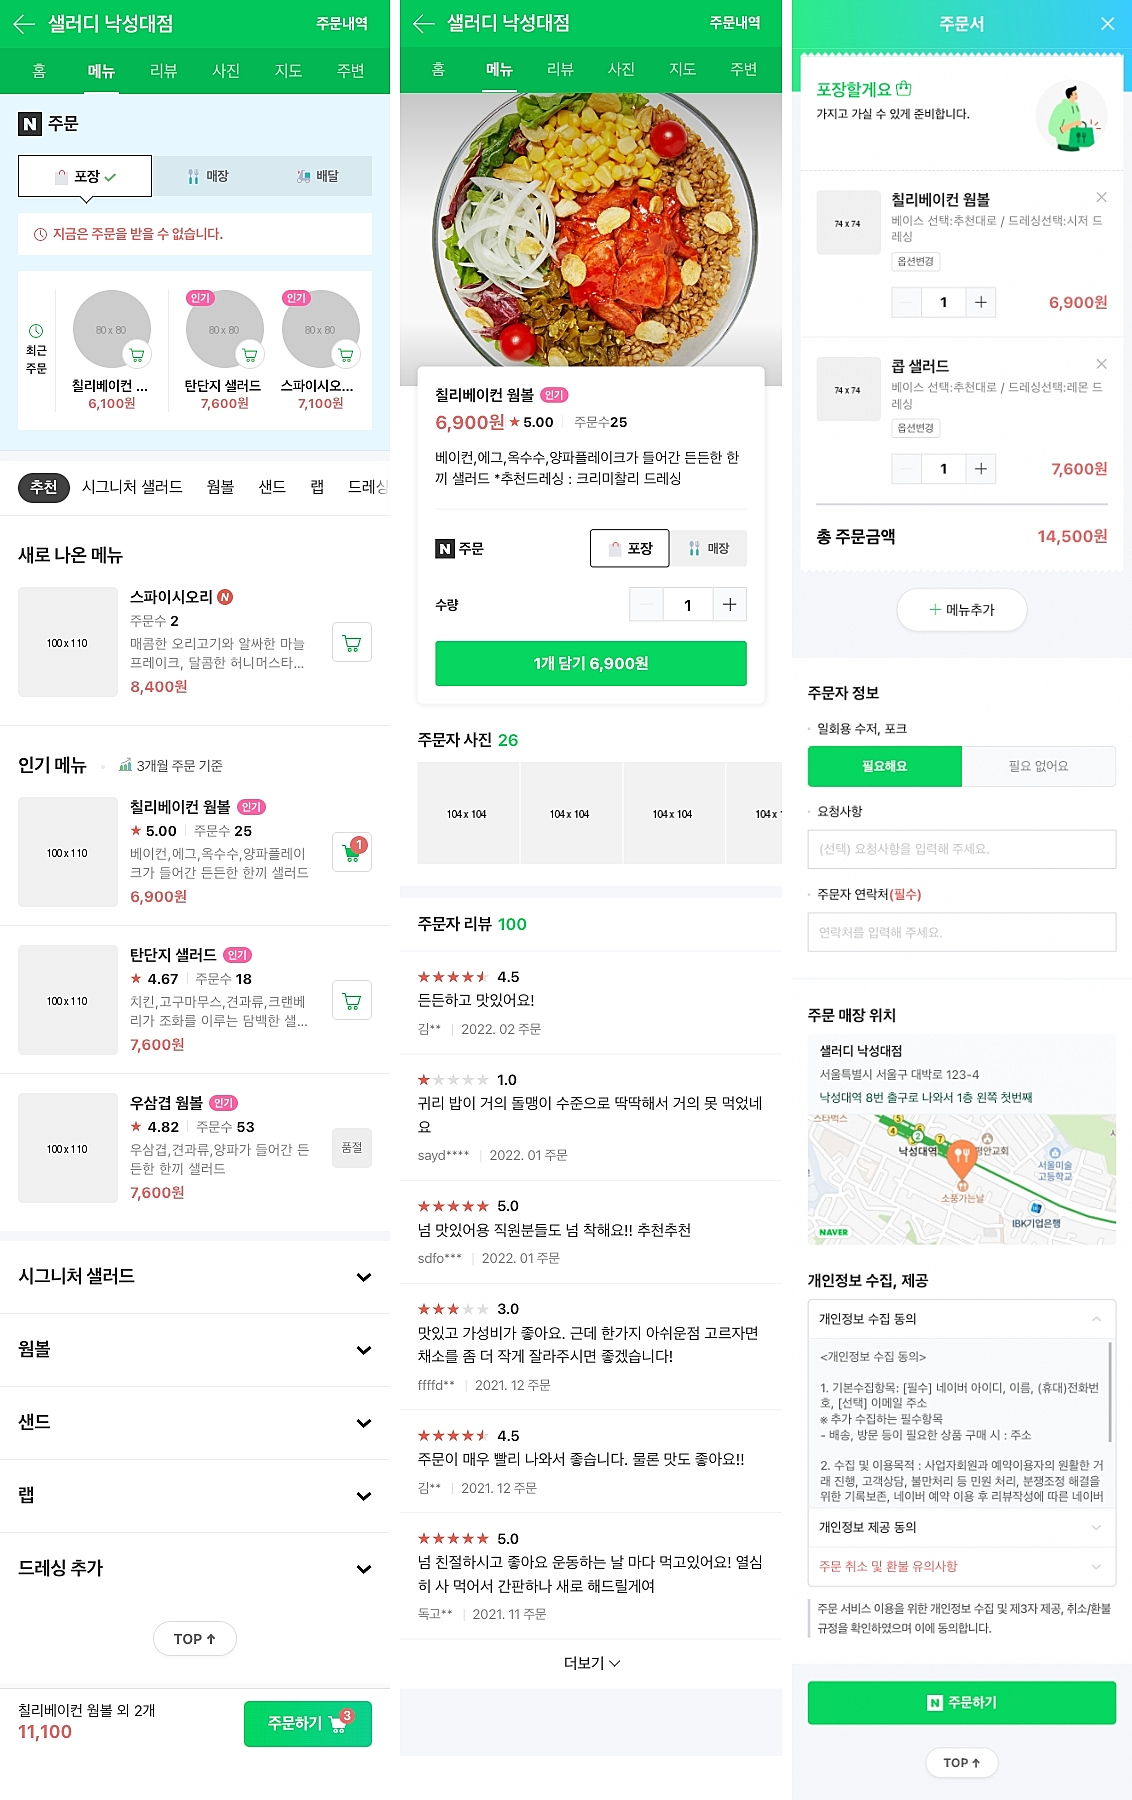 샐러디 낙성대점
주문내역
홈 메뉴 리뷰 사진 지도 주변
N 주문
포장 매장 배달
지금은 주문을 받을 수 없습니다.
최근
주문
80 x 80
칠리베이컨 ...
6,100원
인기
80 x 80
탄단지 샐러드
7,600원
인기
80 x 80
스파이시오...
7,100원
추천 시그니처 샐러드 웜볼 샌드 랩 드레싱
새로 나온 메뉴
100 x 110
스파이시오리 N
주문수 2
매콤한 오리고기와 알싸한 마늘
프레이크, 달콤한 허니머스타...
8,400원
인기 메뉴
3개월 주문 기준
100 x 110
칠리베이컨 웜볼 인기
★ 5.00 주문수 25
베이컨,에그,옥수수,양파플레이
크가 들어간 든든한 한끼 샐러드
6,900원
1
100 x 110
탄단지 샐러드 인기
★ 4.67 주문수 18
치킨,고구마무스,견과류,크랜베
리가 조화를 이루는 담백한 샐...
7,600원
100 x 110
우삼겹 웜볼 인기
★ 4.82 주문수 53
우삼겹,견과류,양파가 들어간 든
든한 한끼 샐러드
7,600원
품절
시그니처 샐러드
웜볼
샌드
랩
드레싱 추가
TOP ↑
칠리베이컨 웜볼 외 2개
11,100
주문하기 3
샐러디 낙성대점
주문내역
홈 메뉴 리뷰 사진 지도 주변
칠리베이컨 웜볼 인기
6,900원 ★ 5.00 주문수25
베이컨,에그,옥수수,양파플레이크가 들어간 든든한 한
끼 샐러드 *추천드레싱 : 크리미찰리 드레싱
N 주문
포장 매장
수량
1
1개 담기 6,900원
주문자 사진 26
104 x 104
104 x 104
104 x 104
104 x 1
주문자 리뷰 100
4.5
든든하고 맛있어요!
김** 2022. 02 주문
1.0
귀리 밥이 거의 돌맹이 수준으로 딱딱해서 거의 못 먹었네
요
sayd**** 2022. 01 주문
5.0
넘 맛있어용 직원분들도 넘 착해요!! 추천추천
sdfo*** 2022. 01 주문
3.0
맛있고 가성비가 좋아요. 근데 한가지 아쉬운점 고르자면
채소를 좀 더 작게 잘라주시면 좋겠습니다!
ffffd** 2021. 12 주문
4.5
주문이 매우 빨리 나와서 좋습니다. 물론 맛도 좋아요!!
김** 2021. 12 주문
5.0
넘 친절하시고 좋아요 운동하는 날 마다 먹고있어요! 열심
히 사 먹어서 간판하나 새로 해드릴게여
독고** 2021. 11 주문
더보기
주문서
포장할게요
가지고 가실 수 있게 준비합니다.
74 x 74
칠리베이컨 웜볼
베이스 선택:추천대로 / 드레싱선택:시저 드
레싱
옵션변경
1
6,900원
74 x 74
콥 샐러드
베이스 선택:추천대로 / 드레싱선택:레몬 드
레싱
옵션변경
1
7,600원
총 주문금액
14,500원
+ 메뉴추가
주문자 정보
· 일회용 수저, 포크
필요해요 필요 없어요
· 요청사항
(선택) 요청사항을 입력해 주세요.
· 주문자 연락처(필수)
연락처를 입력해 주세요.
주문 매장 위치
샐러디 낙성대점
서울특별시 서울구 대박로 123-4
낙성대역 8번 출구로 나와서 1층 왼쪽 첫번째
스타벅스
5
4
2
7
낙성대역
평안교회
서울미술
고등학교
소풍가는날
IBK기업은행
NAVER
개인정보 수집, 제공
개인정보 수집 동의
<개인정보 수집 동의>
1. 기본수집항목: [필수] 네이버 아이디, 이름, (휴대)전화번
호, [선택] 이메일 주소
※ 추가 수집하는 필수항목
- 배송, 방문 등이 필요한 상품 구매 시 : 주소
2. 수집 및 이용목적 : 사업자회원과 예약이용자의 원활한 거
래 진행, 고객상담, 불만처리 등 민원 처리, 분쟁조정 해결을
위한 기록보존, 네이버 예약 이용 후 리뷰작성에 따른 네이버
개인정보 제공 동의
주문 취소 및 환불 유의사항
주문 서비스 이용을 위한 개인정보 수집 및 제3자 제공, 취소/환불
규정을 확인하였으며 이에 동의합니다.
N 주문하기
TOP ↑